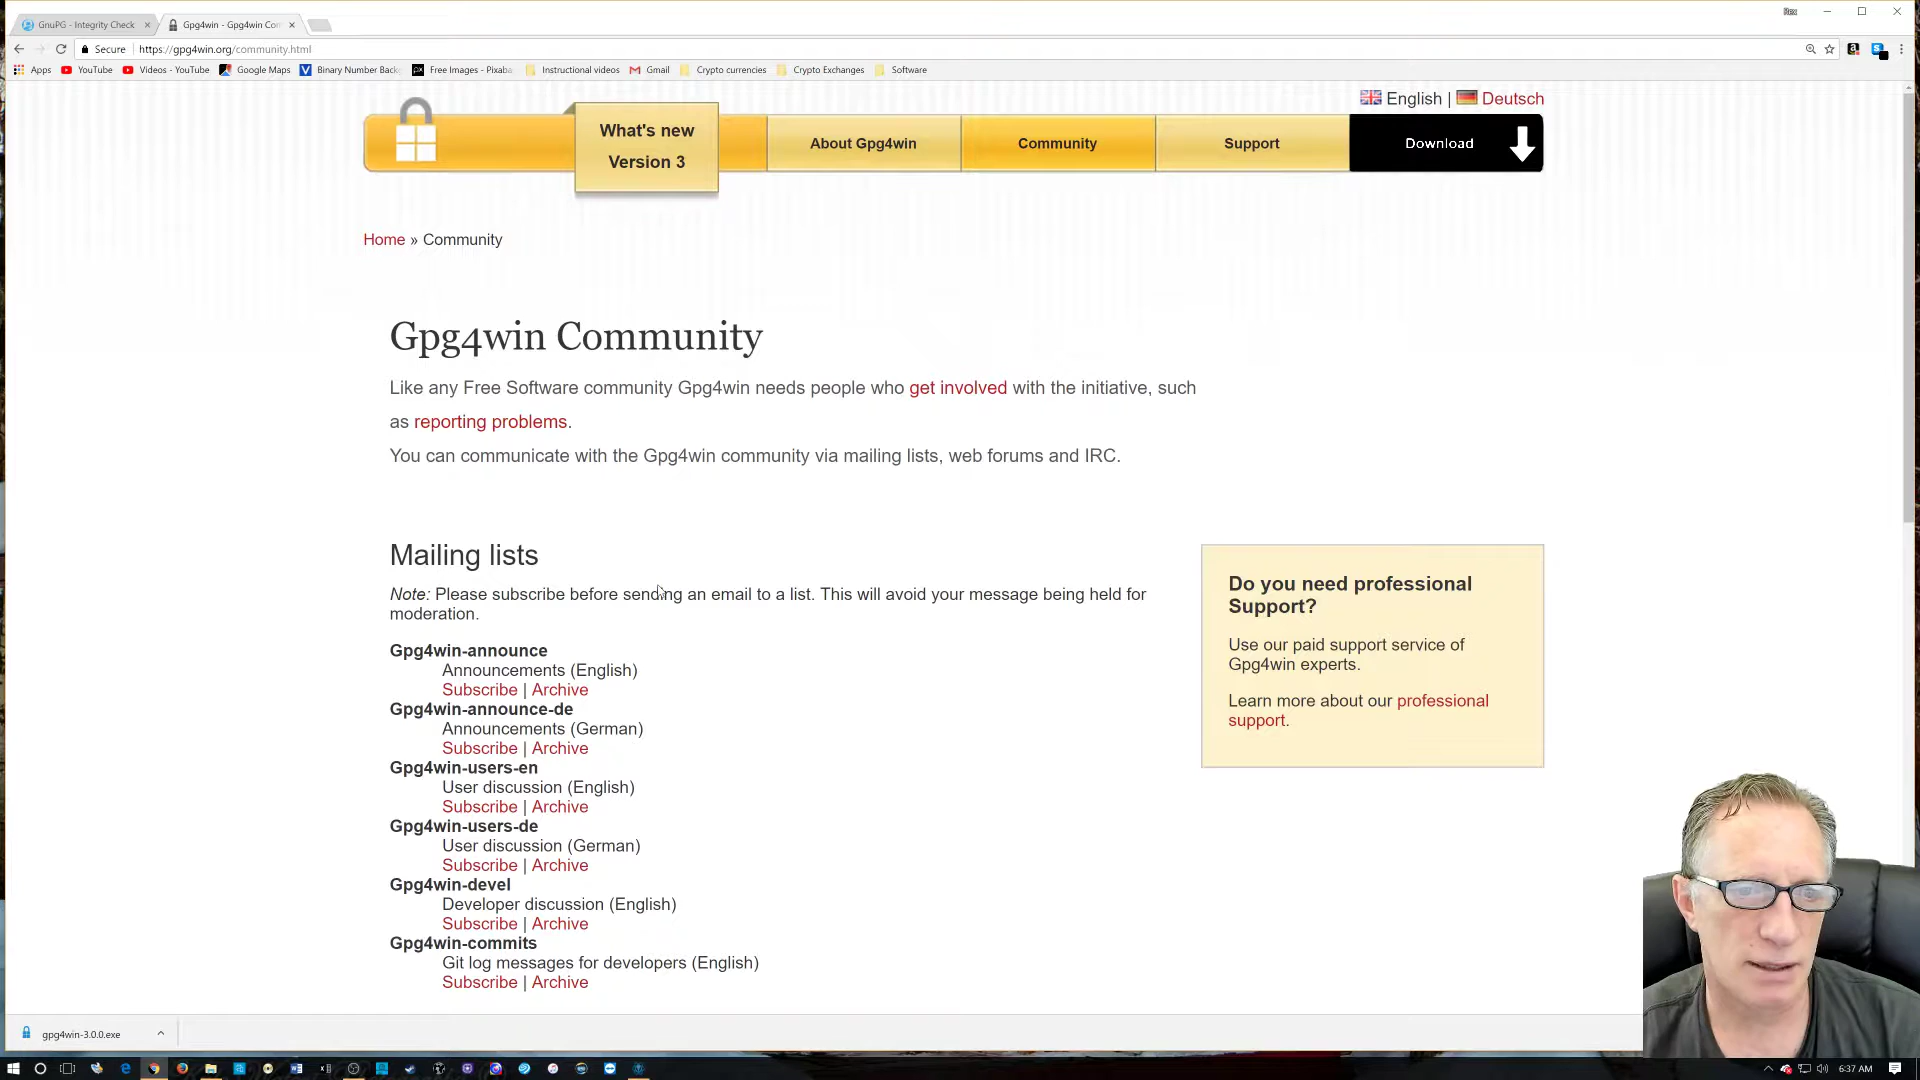 GnuPG - Integrity Check
Gpg4win - Gpg4win Con
Secure
https://gpg4win.org/community.html
Apps
YouTube
Videos - YouTube
Google Maps
Binary Number Back
Free Images - Pixaba
Instructional videos
Gmail
Crypto currencies
Crypto Exchanges
Software
English | Deutsch
What's new
Version 3
About Gpg4win
Community
Support
Download
Home » Community
Gpg4win Community
Like any Free Software community Gpg4win needs people who get involved with the initiative, such
as reporting problems.
You can communicate with the Gpg4win community via mailing lists, web forums and IRC.
Mailing lists
Note: Please subscribe before sending an email to a list. This will avoid your message being held for
moderation.
Gpg4win-announce
Announcements (English)
Subscribe | Archive
Gpg4win-announce-de
Announcements (German)
Subscribe | Archive
Gpg4win-users-en
User discussion (English)
Subscribe | Archive
Gpg4win-users-de
User discussion (German)
Subscribe | Archive
Gpg4win-devel
Developer discussion (English)
Subscribe | Archive
Gpg4win-commits
Git log messages for developers (English)
Subscribe | Archive
Do you need professional
Support?
Use our paid support service of
Gpg4win experts.
Learn more about our professional
support.
gpg4win-3.0.0.exe
6:37 AM